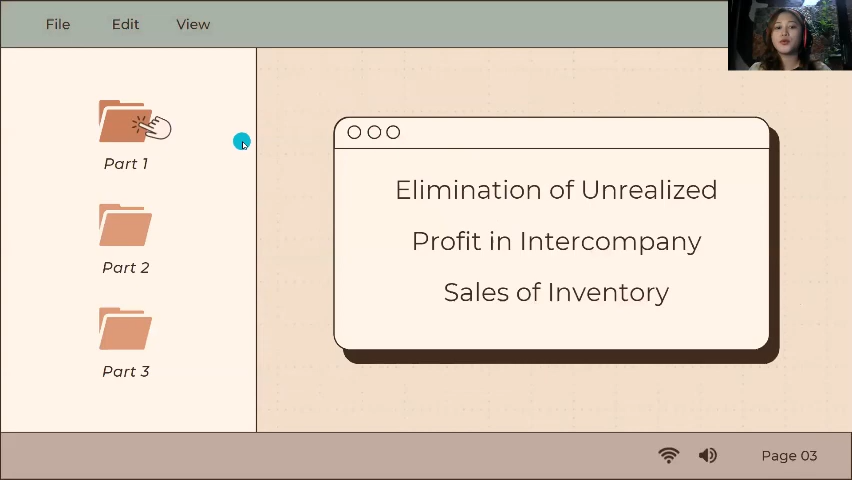 File Edit View
Part 1
Part 2
Part 3
Elimination of Unrealized
Profit in Intercompany
Sales of Inventory
Page 03